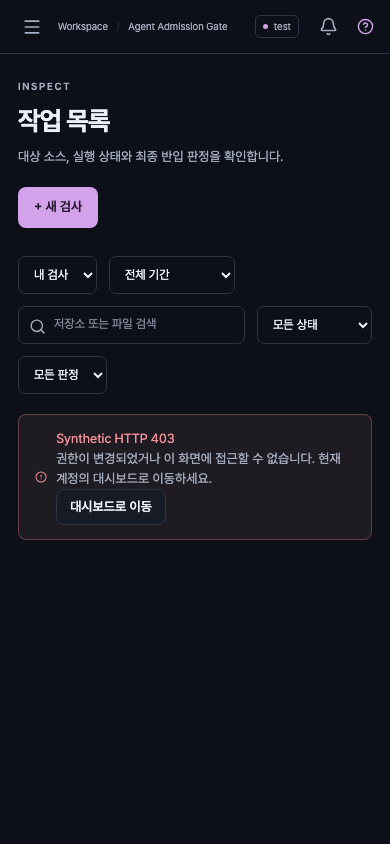 Workspace / Agent Admission Gate
test
INSPECT
작업 목록
대상 소스, 실행 상태와 최종 반입 판정을 확인합니다.
+ 새 검사
내 검사
전체 기간
저장소 또는 파일 검색
모든 상태
모든 판정
Synthetic HTTP 403
권한이 변경되었거나 이 화면에 접근할 수 없습니다. 현재
계정의 대시보드로 이동하세요.
대시보드로 이동